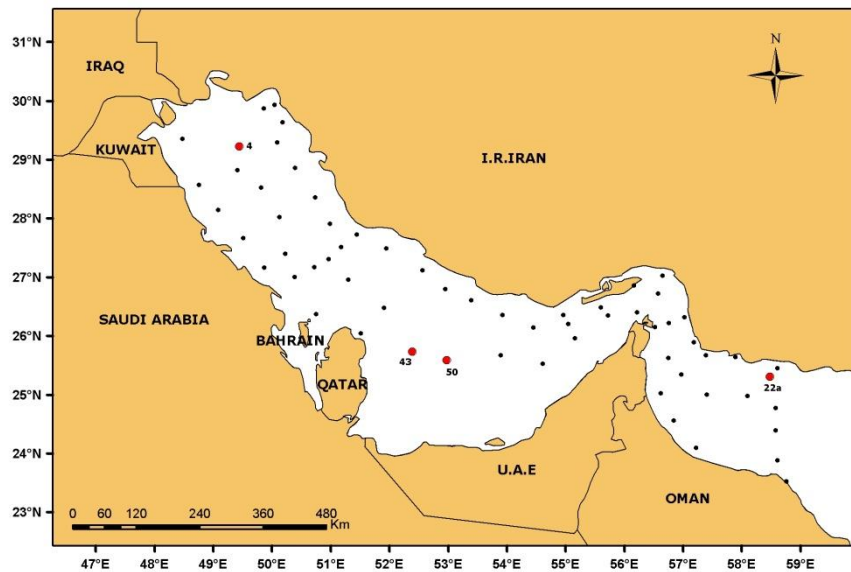 N
31°N
IRAQ
30°N
KUWAIT
4
29°N
I.R.IRAN
28°N
27°N
SAUDI ARABIA
26°N
BAHRAIN
43
50
QATAR
22a
25°N
24°N
U.A.E
OMAN
23°N
0 60 120 240 360 480
Km
47°E 48°E 49°E 50°E 51°E 52°E 53°E 54°E 55°E 56°E 57°E 58°E 59°E